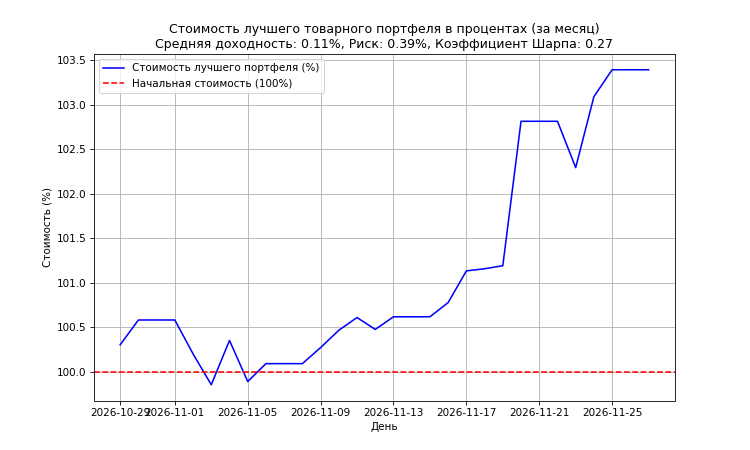 Стоимость лучшего товарного портфеля в процентах (за месяц)
Средняя доходность: 0.11%, Риск: 0.39%, Коэффициент Шарпа: 0.27
Стоимость лучшего портфеля (%)
Начальная стоимость (100%)
Стоимость (%)
103.5
103.0
102.5
102.0
101.5
101.0
100.5
100.0
2026-10-29 2026-11-01 2026-11-05 2026-11-09 2026-11-13 2026-11-17 2026-11-21 2026-11-25
День